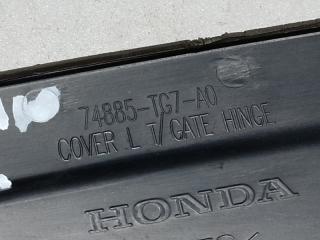 74885-TG7-A0
COVER L T/GATE HINGE
HONDA